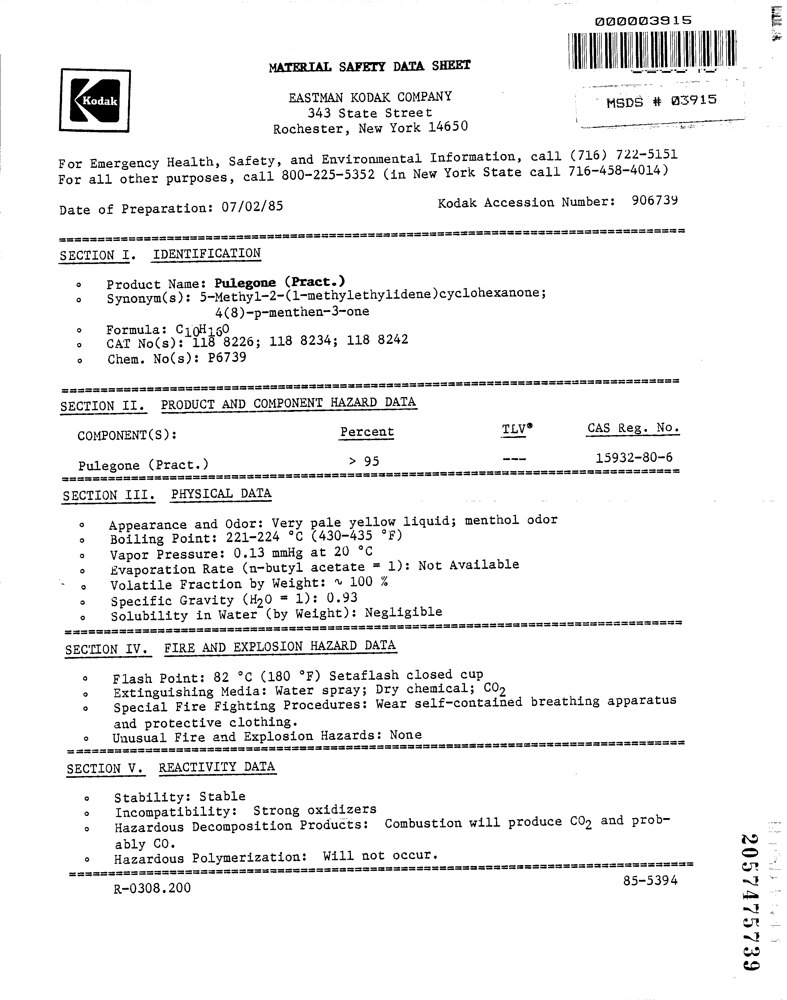 000003915
MATERIAL SAFETY DATA SHEET
MSDS # 03915
Kodak
EASTMAN KODAK COMPANY
343 State Street
Rochester, New York 14650
For Emergency Health, Safety, and Environmental Information, call (716) 722-5151
For all other purposes, call 800-225-5352 (in New York State call 716-458-4014)
Date of Preparation: 07/02/85 Kodak Accession Number: 906739
SECTION I. IDENTIFICATION
° Product Name: Pulegone (Pract.)
° Synonym(s): 5-Methyl-2-(1-methylethylidene)cyclohexanone;
4(8)-p-menthen-3-one
° Formula: C10H16O
° CAT No(s): 118 8226; 118 8234; 118 8242
° Chem. No(s): P6739
SECTION II. PRODUCT AND COMPONENT HAZARD DATA
COMPONENT(S): Percent TLV® CAS Reg. No.
Pulegone (Pract.) > 95 --- 15932-80-6
SECTION III. PHYSICAL DATA
° Appearance and Odor: Very pale yellow liquid; menthol odor
° Boiling Point: 221-224 °C (430-435 °F)
° Vapor Pressure: 0.13 mmHg at 20 °C
° Evaporation Rate (n-butyl acetate = 1): Not Available
° Volatile Fraction by Weight: ~ 100 %
° Specific Gravity (H2O = 1): 0.93
° Solubility in Water (by Weight): Negligible
SECTION IV. FIRE AND EXPLOSION HAZARD DATA
° Flash Point: 82 °C (180 °F) Setaflash closed cup
° Extinguishing Media: Water spray; Dry chemical; CO2
° Special Fire Fighting Procedures: Wear self-contained breathing apparatus
and protective clothing.
° Unusual Fire and Explosion Hazards: None
SECTION V. REACTIVITY DATA
° Stability: Stable
° Incompatibility: Strong oxidizers
° Hazardous Decomposition Products: Combustion will produce CO2 and prob-
ably CO.
° Hazardous Polymerization: Will not occur.
R-0308.200 85-5394
2057475739